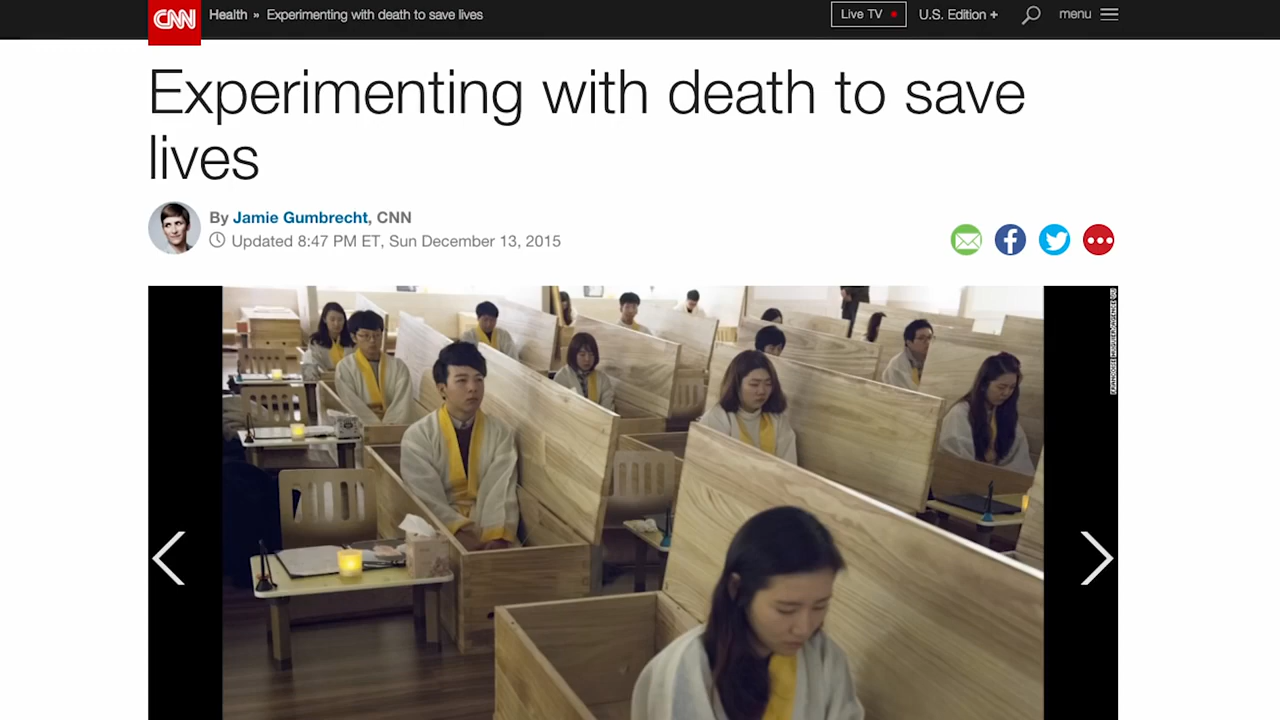 CNN Health » Experimenting with death to save lives Live TV U.S. Edition + menu
Experimenting with death to save
lives
By Jamie Gumbrecht, CNN
Updated 8:47 PM ET, Sun December 13, 2015